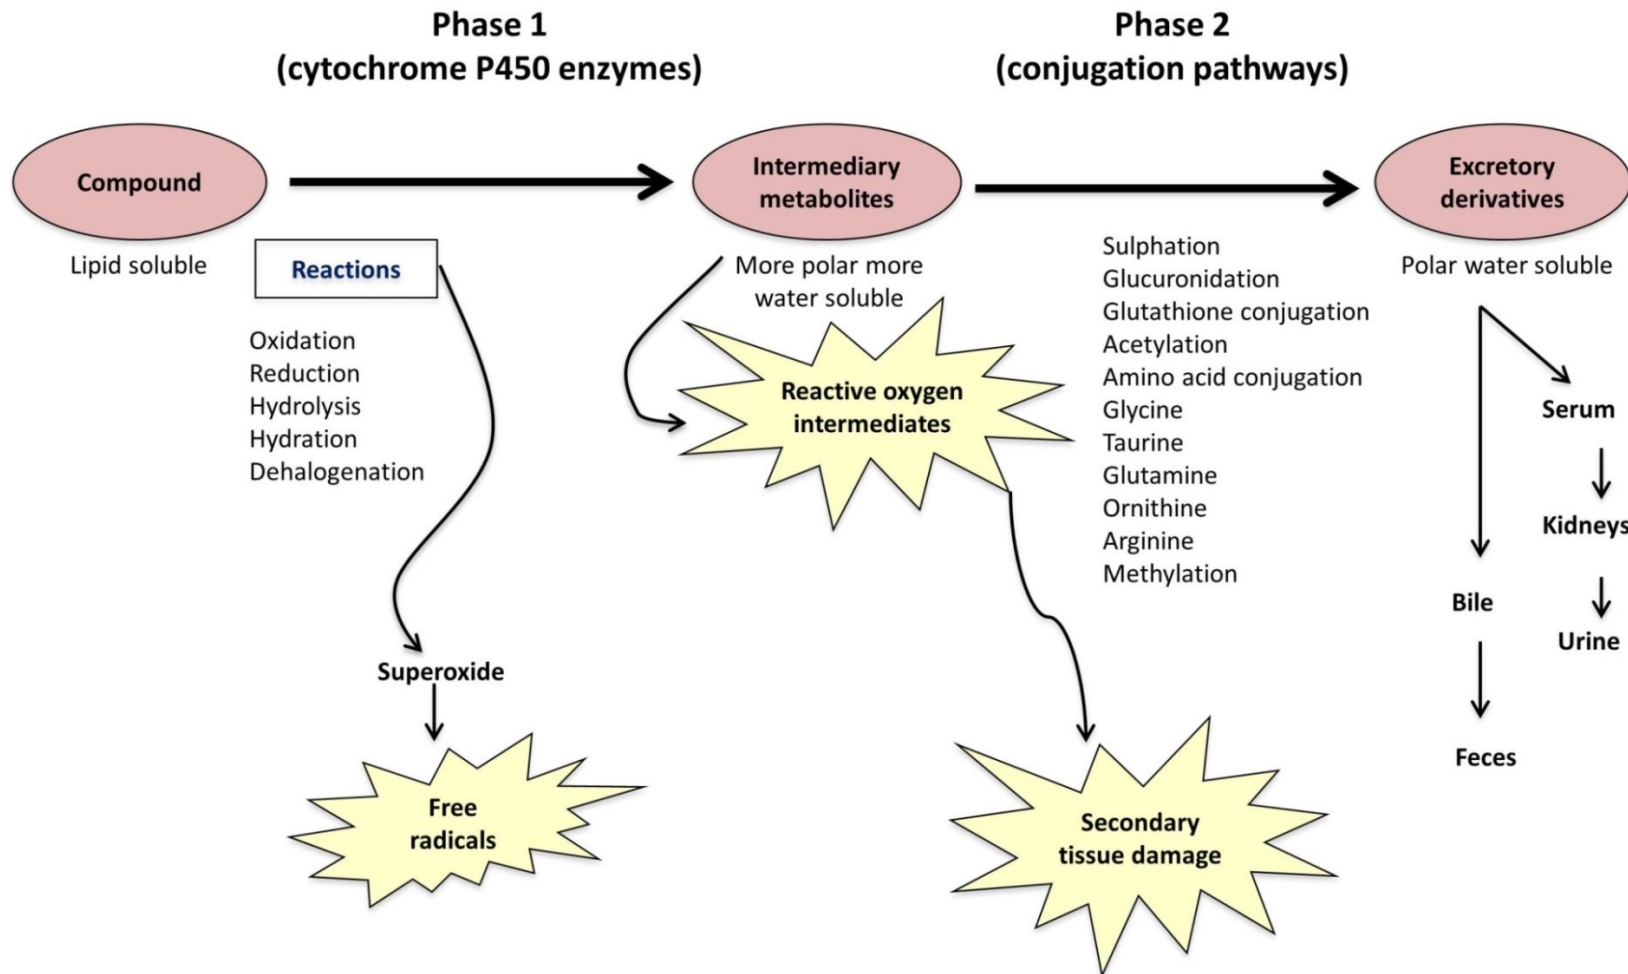 Phase 1
(cytochrome P450 enzymes)
Phase 2
(conjugation pathways)
Compound
Intermediary
metabolites
Excretory
derivatives
Lipid soluble
Reactions
Oxidation
Reduction
Hydrolysis
Hydration
Dehalogenation
Superoxide
Free
radicals
More polar more
water soluble
Reactive oxygen
intermediates
Secondary
tissue damage
Sulphation
Glucuronidation
Glutathione conjugation
Acetylation
Amino acid conjugation
Glycine
Taurine
Glutamine
Ornithine
Arginine
Methylation
Polar water soluble
Serum
Kidneys
Urine
Bile
Feces